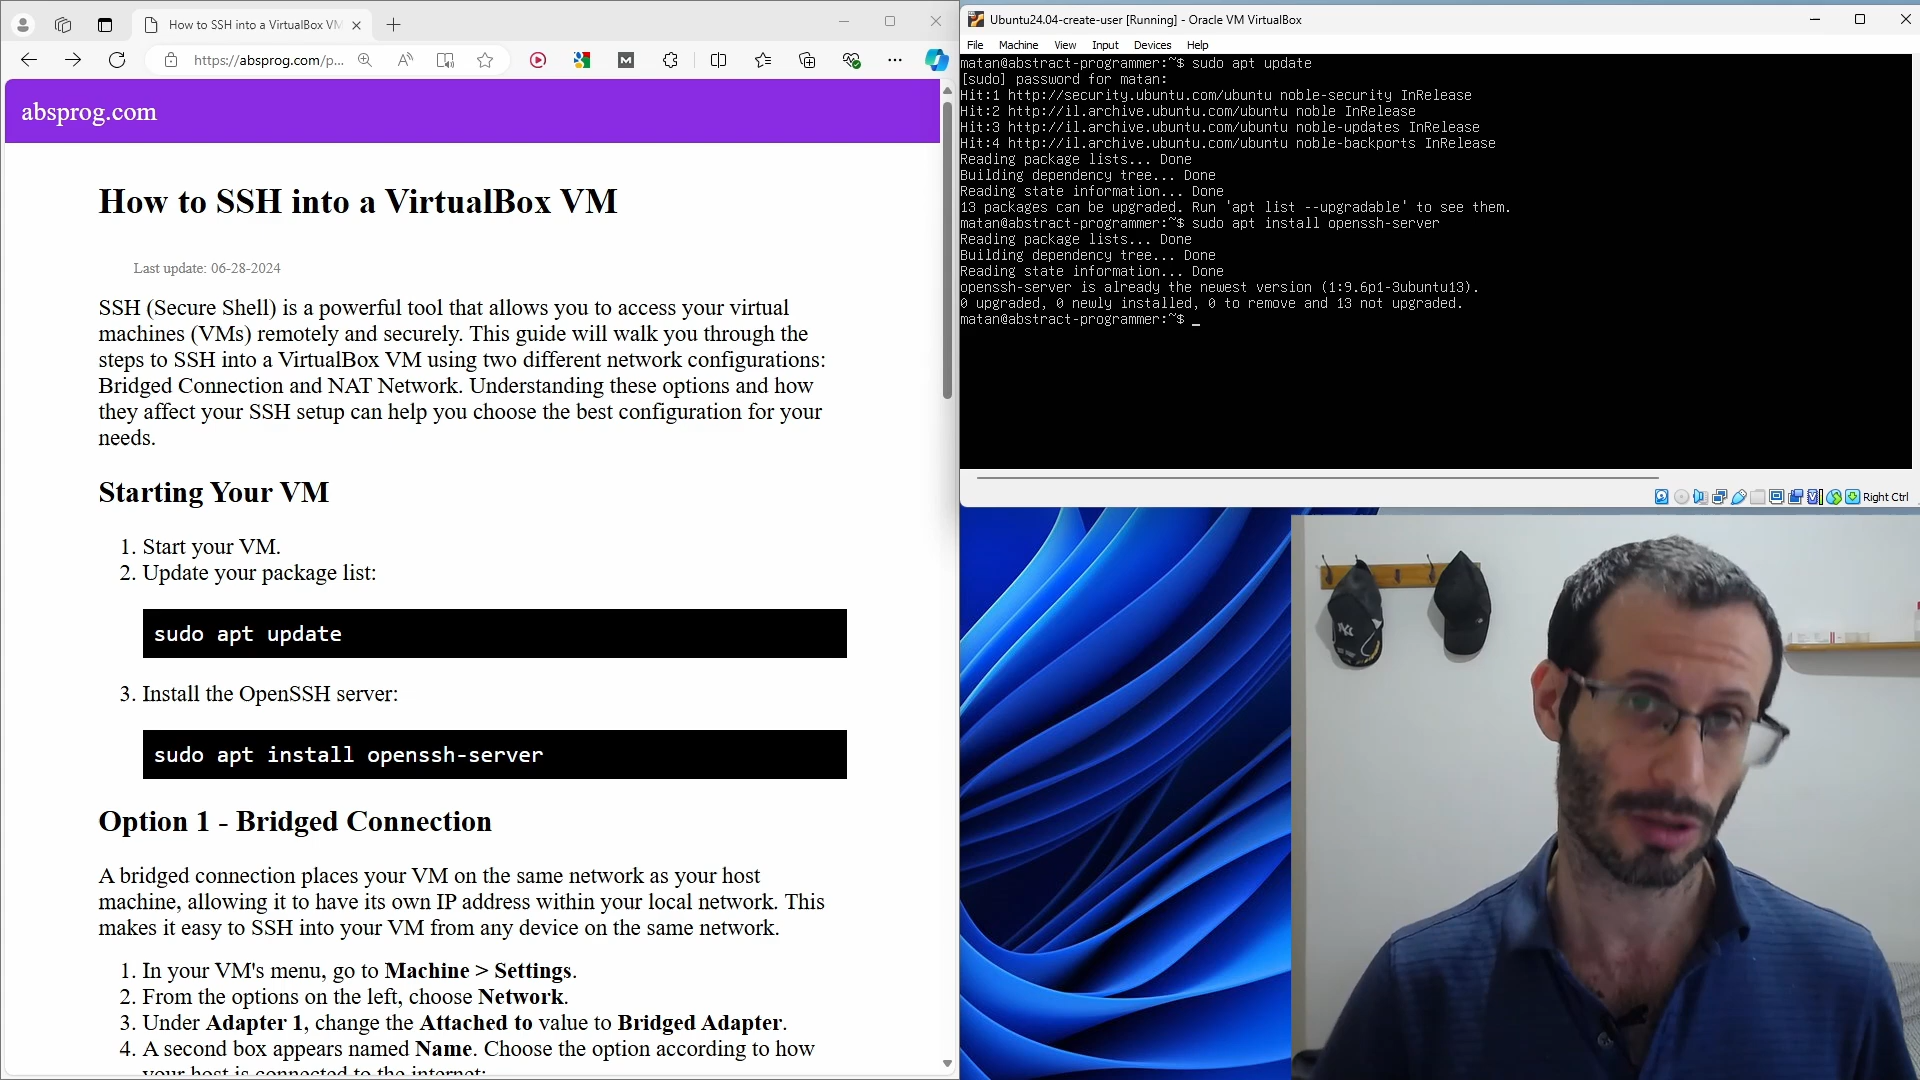 How to SSH into a VirtualBox VM
https://absprog.com/p...
absprog.com
How to SSH into a VirtualBox VM
Last update: 06-28-2024
SSH (Secure Shell) is a powerful tool that allows you to access your virtual
machines (VMs) remotely and securely. This guide will walk you through the
steps to SSH into a VirtualBox VM using two different network configurations:
Bridged Connection and NAT Network. Understanding these options and how
they affect your SSH setup can help you choose the best configuration for your
needs.
Starting Your VM
1. Start your VM.
2. Update your package list:
sudo apt update
3. Install the OpenSSH server:
sudo apt install openssh-server
Option 1 - Bridged Connection
A bridged connection places your VM on the same network as your host
machine, allowing it to have its own IP address within your local network. This
makes it easy to SSH into your VM from any device on the same network.
1. In your VM's menu, go to Machine > Settings.
2. From the options on the left, choose Network.
3. Under Adapter 1, change the Attached to value to Bridged Adapter.
4. A second box appears named Name. Choose the option according to how
your host is connected to the internet:
Ubuntu24.04-create-user [Running] - Oracle VM VirtualBox
File Machine View Input Devices Help
matan@abstract-programmer:~$ sudo apt update
[sudo] password for matan:
Hit:1 http://security.ubuntu.com/ubuntu noble-security InRelease
Hit:2 http://il.archive.ubuntu.com/ubuntu noble InRelease
Hit:3 http://il.archive.ubuntu.com/ubuntu noble-updates InRelease
Hit:4 http://il.archive.ubuntu.com/ubuntu noble-backports InRelease
Reading package lists... Done
Building dependency tree... Done
Reading state information... Done
13 packages can be upgraded. Run 'apt list --upgradable' to see them.
matan@abstract-programmer:~$ sudo apt install openssh-server
Reading package lists... Done
Building dependency tree... Done
Reading state information... Done
openssh-server is already the newest version (1:9.6p1-3ubuntu13).
0 upgraded, 0 newly installed, 0 to remove and 13 not upgraded.
matan@abstract-programmer:~$ _
Right Ctrl